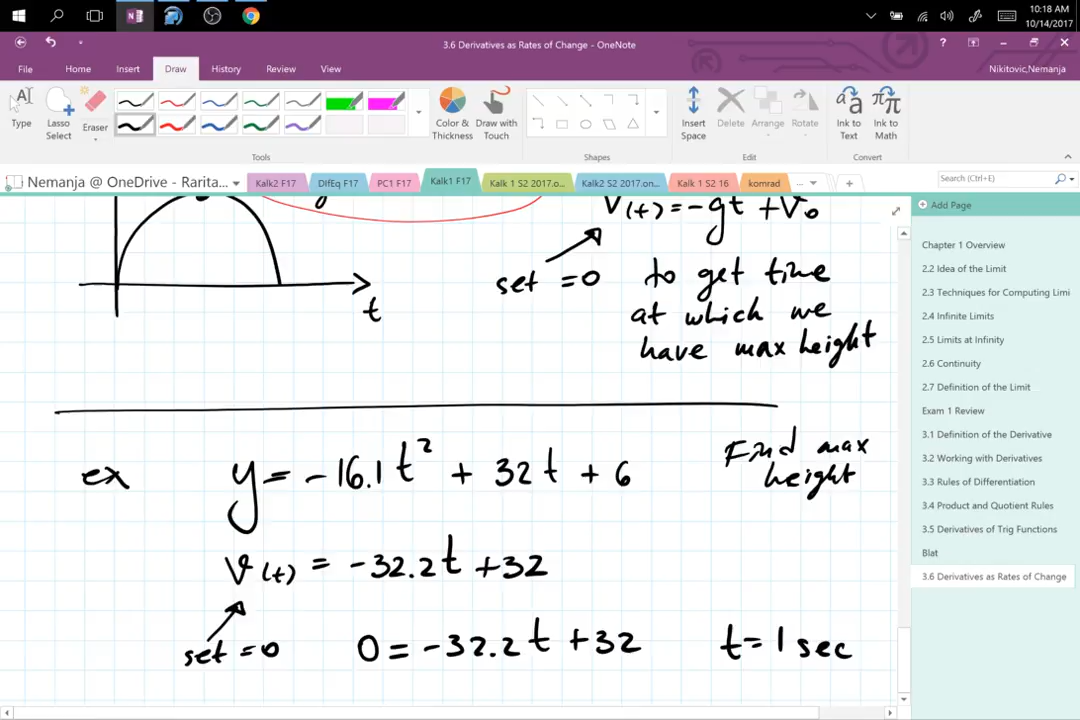 10:18 AM
10/14/2017
3.6 Derivatives as Rates of Change - OneNote
Nikitovic,Nemanja
File Home Insert Draw History Review View
Type Lasso Select Eraser Color & Thickness Draw with Touch Insert Space Delete Arrange Rotate Ink to Text Ink to Math
Tools Shapes Edit Convert
Nemanja @ OneDrive - Rarita... Kalk2 F17 DIfEq F17 PC1 F17 Kalk1 F17 Kalk 1 S2 2017.o... Kalk2 S2 2017.on... Kalk 1 S2 16 komrad ... Search (Ctrl+E)
Add Page
Chapter 1 Overview
2.2 Idea of the Limit
2.3 Techniques for Computing Limi
2.4 Infinite Limits
2.5 Limits at Infinity
2.6 Continuity
2.7 Definition of the Limit
Exam 1 Review
3.1 Definition of the Derivative
3.2 Working with Derivatives
3.3 Rules of Differentiation
3.4 Product and Quotient Rules
3.5 Derivatives of Trig Functions
Blat
3.6 Derivatives as Rates of Change
V(t) = -gt + V₀
set = 0 to get time
at which we
have max height
t
ex y = -16.1t² + 32t + 6 Find max
height
v(t) = -32.2t + 32
set = 0 0 = -32.2t + 32 t = 1 sec